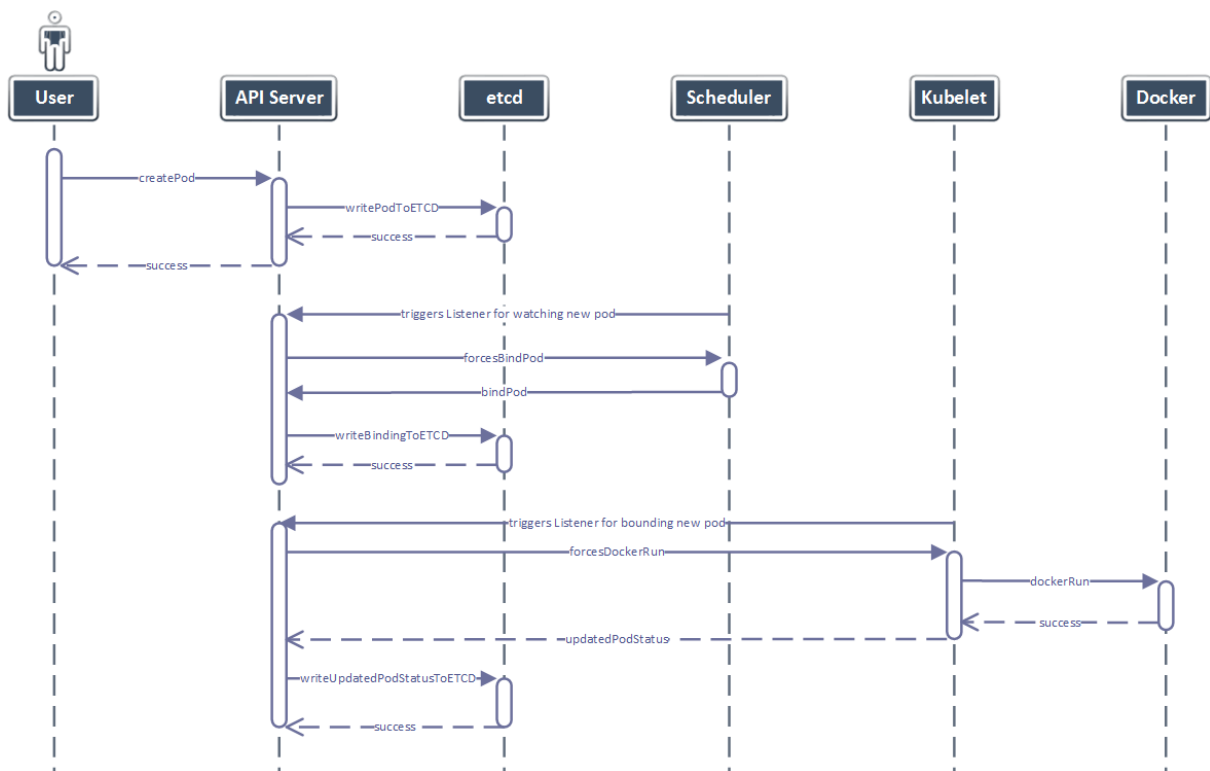 User
API Server
etcd
Scheduler
Kubelet
Docker
createPod
writePodToETCD
success
success
triggers Listener for watching new pod
forcesBindPod
bindPod
writeBindingToETCD
success
triggers Listener for bounding new pod
forcesDockerRun
dockerRun
success
updatedPodStatus
writeUpdatedPodStatusToETCD
success